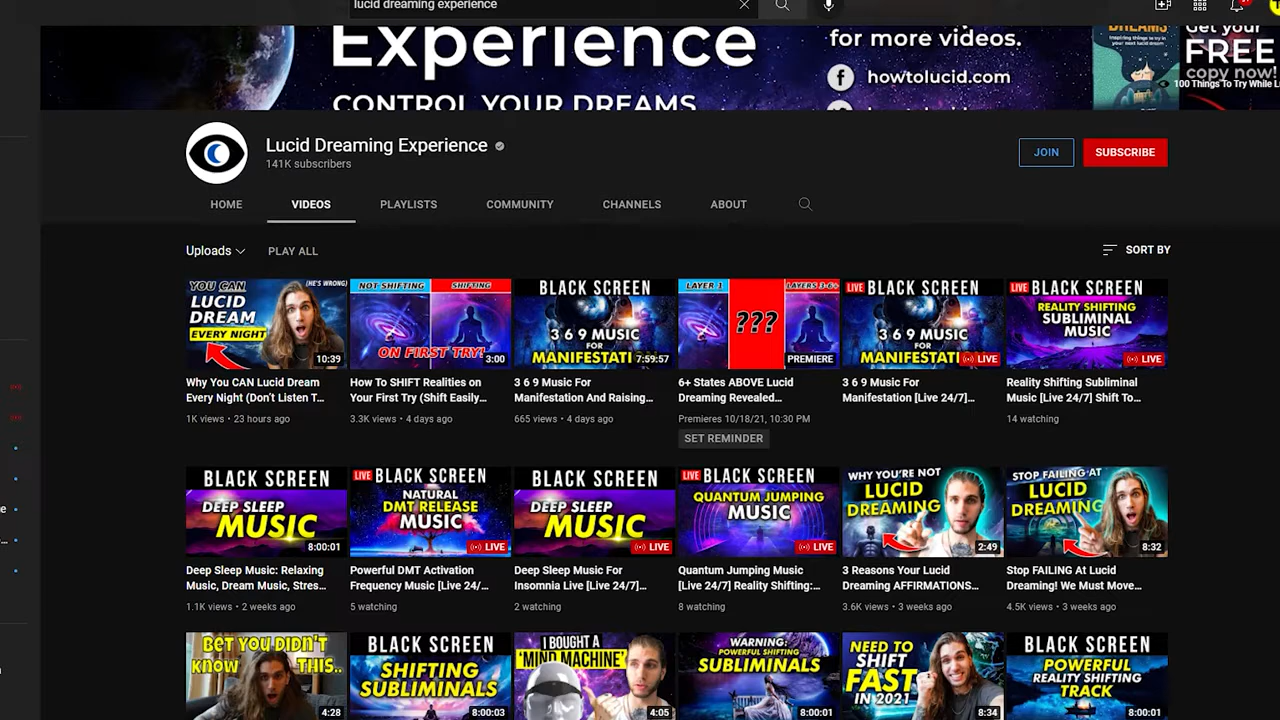 lucid dreaming experience
Experience
CONTROL YOUR DREAMS
for more videos.
howtolucid.com
DREAMS
Get your
FREE
copy now!
100 Things To Try While L
Lucid Dreaming Experience
141K subscribers
JOIN
SUBSCRIBE
HOME
VIDEOS
PLAYLISTS
COMMUNITY
CHANNELS
ABOUT
Uploads
PLAY ALL
SORT BY
YOU CAN
(HE'S WRONG)
LUCID
DREAM
EVERY NIGHT
10:39
NOT SHIFTING
SHIFTING
ON FIRST TRY!
3:00
BLACK SCREEN
3 6 9 MUSIC
FOR
MANIFESTATI
7:59:57
LAYER 1
LAYERS 3-6+
???
PREMIERE
LIVE BLACK SCREEN
3 6 9 MUSIC
FOR
MANIFESTATI
LIVE
LIVE BLACK SCREEN
REALITY SHIFTING
SUBLIMINAL
MUSIC
LIVE
Why You CAN Lucid Dream
Every Night (Don't Listen T...
1K views • 23 hours ago
How To SHIFT Realities on
Your First Try (Shift Easily...
3.3K views • 4 days ago
3 6 9 Music For
Manifestation And Raising...
665 views • 4 days ago
6+ States ABOVE Lucid
Dreaming Revealed...
Premieres 10/18/21, 10:30 PM
SET REMINDER
3 6 9 Music For
Manifestation [Live 24/7]...
Reality Shifting Subliminal
Music [Live 24/7] Shift To...
14 watching
BLACK SCREEN
DEEP SLEEP
MUSIC
8:00:01
LIVE BLACK SCREEN
NATURAL
DMT RELEASE
MUSIC
LIVE
BLACK SCREEN
DEEP SLEEP
MUSIC
LIVE
LIVE BLACK SCREEN
QUANTUM JUMPING
MUSIC
LIVE
WHY YOU'RE NOT
LUCID
DREAMING
2:49
STOP FAILING AT
LUCID
DREAMING
8:32
Deep Sleep Music: Relaxing
Music, Dream Music, Stres...
1.1K views • 2 weeks ago
Powerful DMT Activation
Frequency Music [Live 24/...
5 watching
Deep Sleep Music For
Insomnia Live [Live 24/7]...
2 watching
Quantum Jumping Music
[Live 24/7] Reality Shifting:...
8 watching
3 Reasons Your Lucid
Dreaming AFFIRMATIONS...
3.6K views • 3 weeks ago
Stop FAILING At Lucid
Dreaming! We Must Move...
4.5K views • 3 weeks ago
BET YOU DIDN'T
KNOW THIS..
4:28
BLACK SCREEN
SHIFTING
SUBLIMINALS
8:00:03
I BOUGHT A
'MIND MACHINE'
4:05
WARNING:
POWERFUL SHIFTING
SUBLIMINALS
8:00:01
NEED TO
SHIFT
FAST
IN 2021
8:34
BLACK SCREEN
POWERFUL
REALITY SHIFTING
TRACK
8:00:01